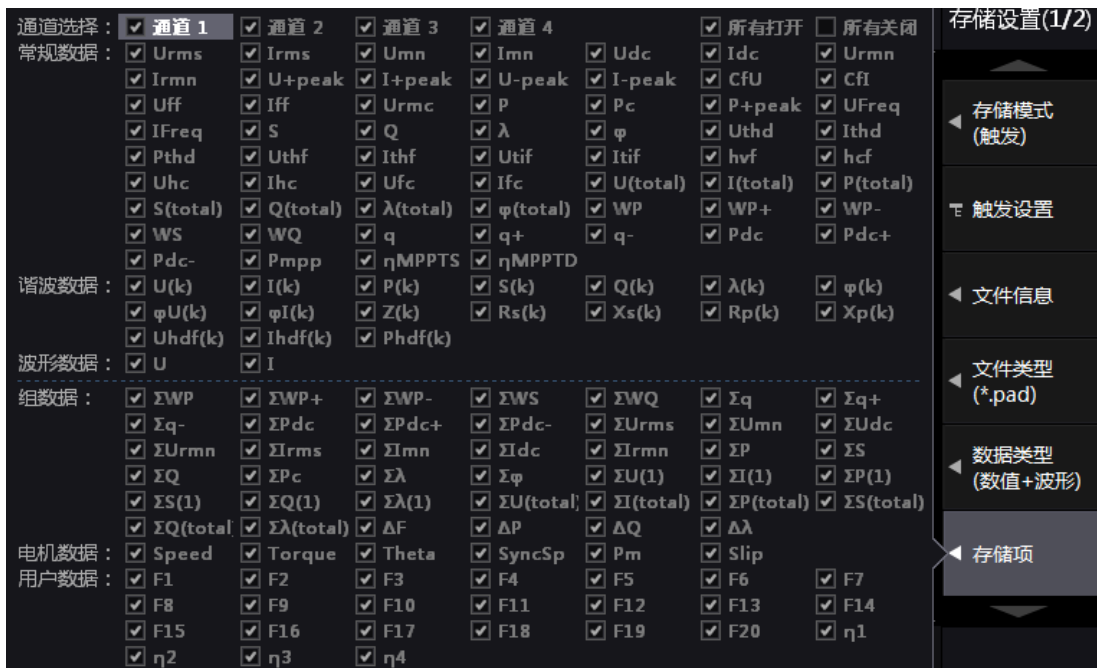 通道选择： 通道 1 通道 2 通道 3 通道 4 所有打开 所有关闭
常规数据： Urms Irms Umn Imn Udc Idc Urmn
Irmn U+peak I+peak U-peak I-peak CfU CfI
Uff Iff Urmc P Pc P+peak UFreq
IFreq S Q λ φ Uthd Ithd
Pthd Uthf Ithf Utif Itif hvf hcf
Uhc Ihc Ufc Ifc U(total) I(total) P(total)
S(total) Q(total) λ(total) φ(total) WP WP+ WP-
WS WQ q q+ q- Pdc Pdc+
Pdc- Pmpp ηMPPTS ηMPPTD
谐波数据： U(k) I(k) P(k) S(k) Q(k) λ(k) φ(k)
φU(k) φI(k) Z(k) Rs(k) Xs(k) Rp(k) Xp(k)
Uhdf(k) Ihdf(k) Phdf(k)
波形数据： U I
组数据： ΣWP ΣWP+ ΣWP- ΣWS ΣWQ Σq Σq+
Σq- ΣPdc ΣPdc+ ΣPdc- ΣUrms ΣUmn ΣUdc
ΣUrmn ΣIrms ΣImn ΣIdc ΣIrmn ΣP ΣS
ΣQ ΣPc Σλ Σφ ΣU(1) ΣI(1) ΣP(1)
ΣS(1) ΣQ(1) Σλ(1) ΣU(total) ΣI(total) ΣP(total) ΣS(total)
ΣQ(total Σλ(total) ΔF ΔP ΔQ Δλ
电机数据： Speed Torque Theta SyncSp Pm Slip
用户数据： F1 F2 F3 F4 F5 F6 F7
F8 F9 F10 F11 F12 F13 F14
F15 F16 F17 F18 F19 F20 η1
η2 η3 η4
存储设置(1/2)
存储模式
(触发)
触发设置
文件信息
文件类型
(*.pad)
数据类型
(数值+波形)
存储项